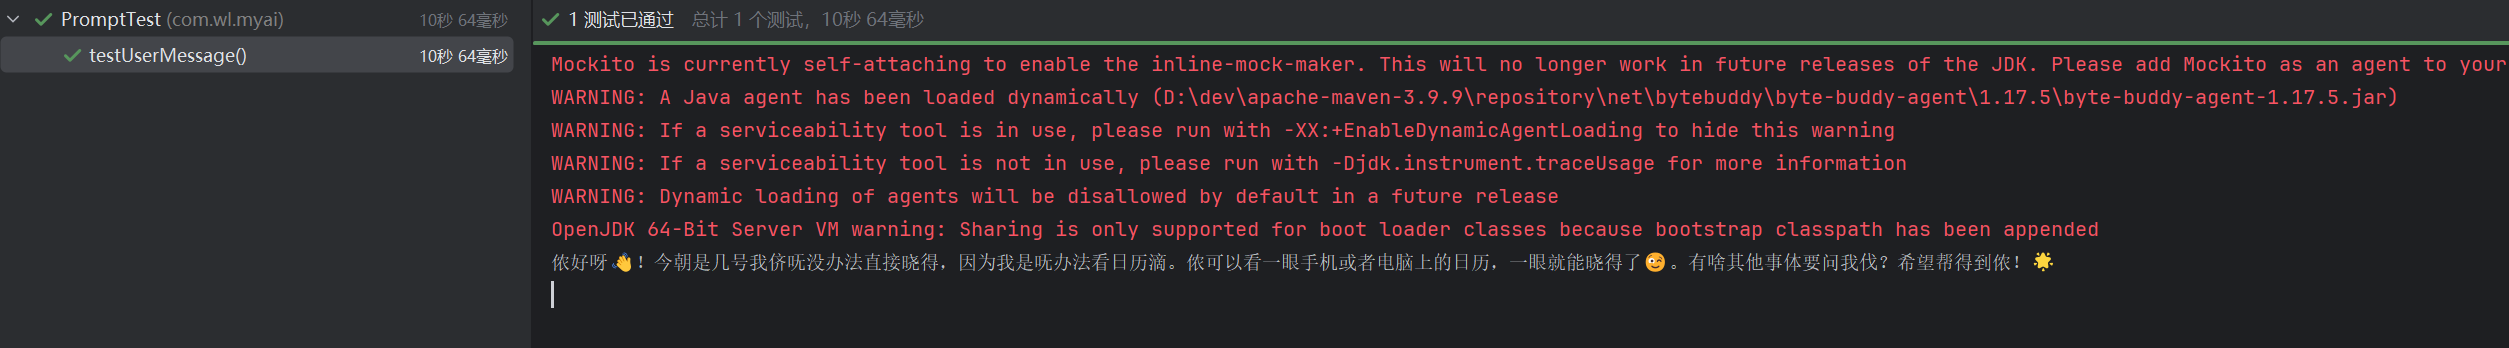 PromptTest (com.wl.myai) 10秒 64毫秒
testUserMessage() 10秒 64毫秒
1 测试已通过 总计 1 个测试, 10秒 64毫秒
Mockito is currently self-attaching to enable the inline-mock-maker. This will no longer work in future releases of the JDK. Please add Mockito as an agent to your
WARNING: A Java agent has been loaded dynamically (D:\dev\apache-maven-3.9.9\repository\net\bytebuddy\byte-buddy-agent\1.17.5\byte-buddy-agent-1.17.5.jar)
WARNING: If a serviceability tool is in use, please run with -XX:+EnableDynamicAgentLoading to hide this warning
WARNING: If a serviceability tool is not in use, please run with -Djdk.instrument.traceUsage for more information
WARNING: Dynamic loading of agents will be disallowed by default in a future release
OpenJDK 64-Bit Server VM warning: Sharing is only supported for boot loader classes because bootstrap classpath has been appended
侬好呀👋！今朝是几号我侪呒没办法直接晓得，因为我是呒办法看日历滴。侬可以看一眼手机或者电脑上的日历，一眼就能晓得了😉。有啥其他事体要问我伐？希望帮得到侬！🌟